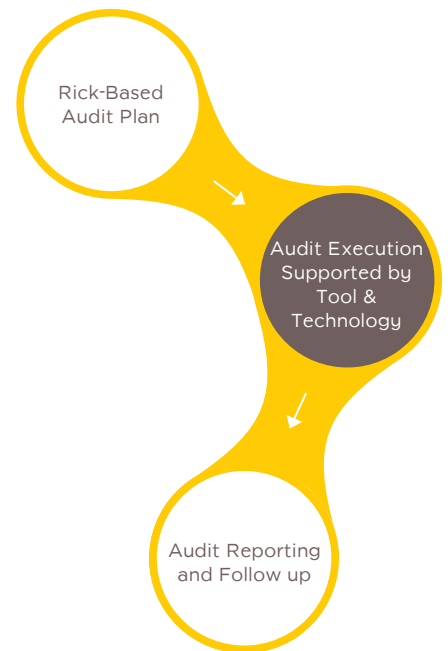 Rick-Based
Audit Plan
Audit Execution
Supported by
Tool &
Technology
Audit Reporting
and Follow up